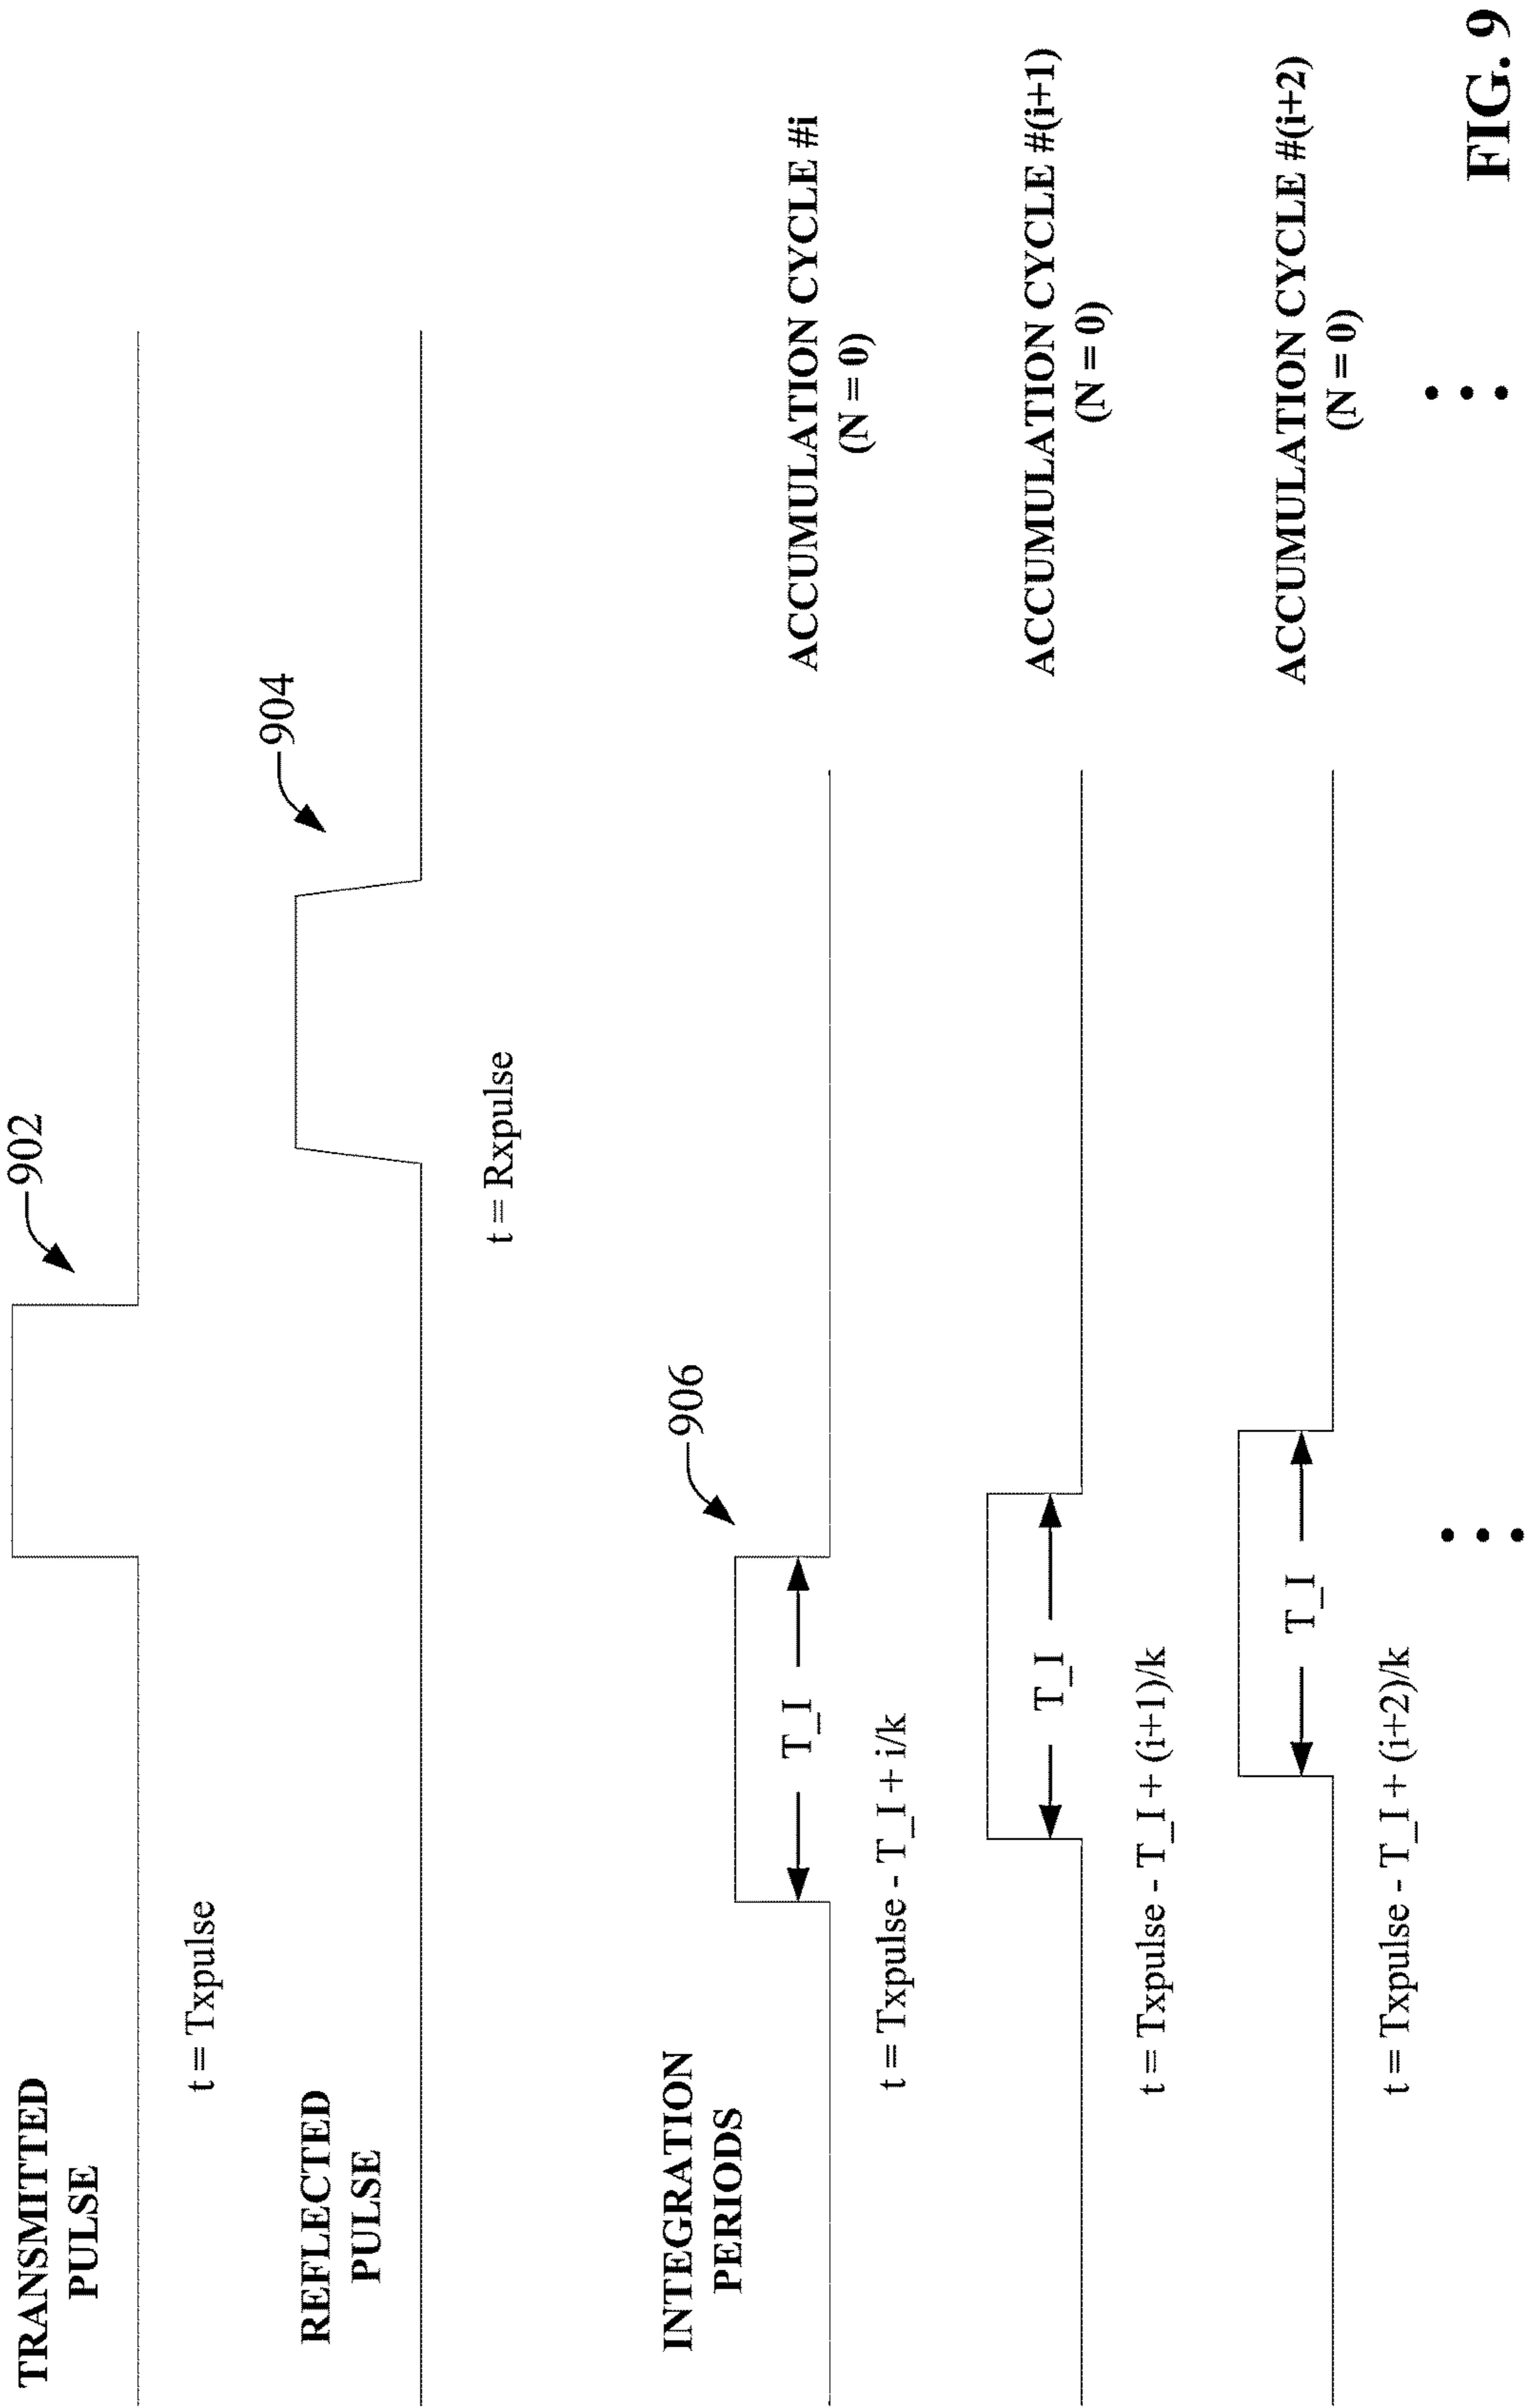 TRANSMITTED
PULSE
902
t = Txpulse
REFLECTED
PULSE
904
t = Rxpulse
INTEGRATION
PERIODS
906
T_I
ACCUMULATION CYCLE #i
(N = 0)
t = Txpulse - T_I + i/k
T_I
ACCUMULATION CYCLE #(i+1)
(N = 0)
t = Txpulse - T_I + (i+1)/k
T_I
ACCUMULATION CYCLE #(i+2)
(N = 0)
t = Txpulse - T_I + (i+2)/k
FIG. 9